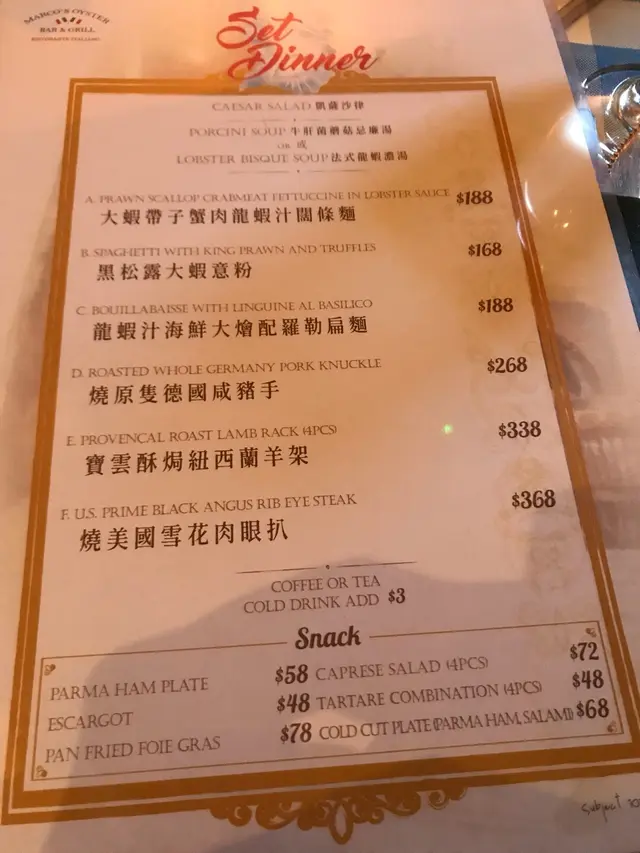 MARCO'S OYSTER
BAR & GRILL
RISTORANTE ITALIANO
Set
Dinner
CAESAR SALAD 凱薩沙律
PORCINI SOUP 牛肝菌蘑菇忌廉湯
OR 或
LOBSTER BISQUE SOUP 法式龍蝦濃湯
A. PRAWN SCALLOP CRABMEAT FETTUCCINE IN LOBSTER SAUCE $188
大蝦帶子蟹肉龍蝦汁闊條麵
B. SPAGHETTI WITH KING PRAWN AND TRUFFLES $168
黑松露大蝦意粉
C. BOUILLABAISSE WITH LINGUINE AL BASILICO $188
龍蝦汁海鮮大燴配羅勒扁麵
D. ROASTED WHOLE GERMANY PORK KNUCKLE $268
燒原隻德國咸豬手
E. PROVENCAL ROAST LAMB RACK (4PCS) $338
寶雲酥焗紐西蘭羊架
F. U.S. PRIME BLACK ANGUS RIB EYE STEAK $368
燒美國雪花肉眼扒
COFFEE OR TEA
COLD DRINK ADD $3
Snack
PARMA HAM PLATE $58 CAPRESE SALAD (4PCS) $72
ESCARGOT $48 TARTARE COMBINATION (4PCS) $48
PAN FRIED FOIE GRAS $78 COLD CUT PLATE (PARMA HAM, SALAMI) $68
Subject 10